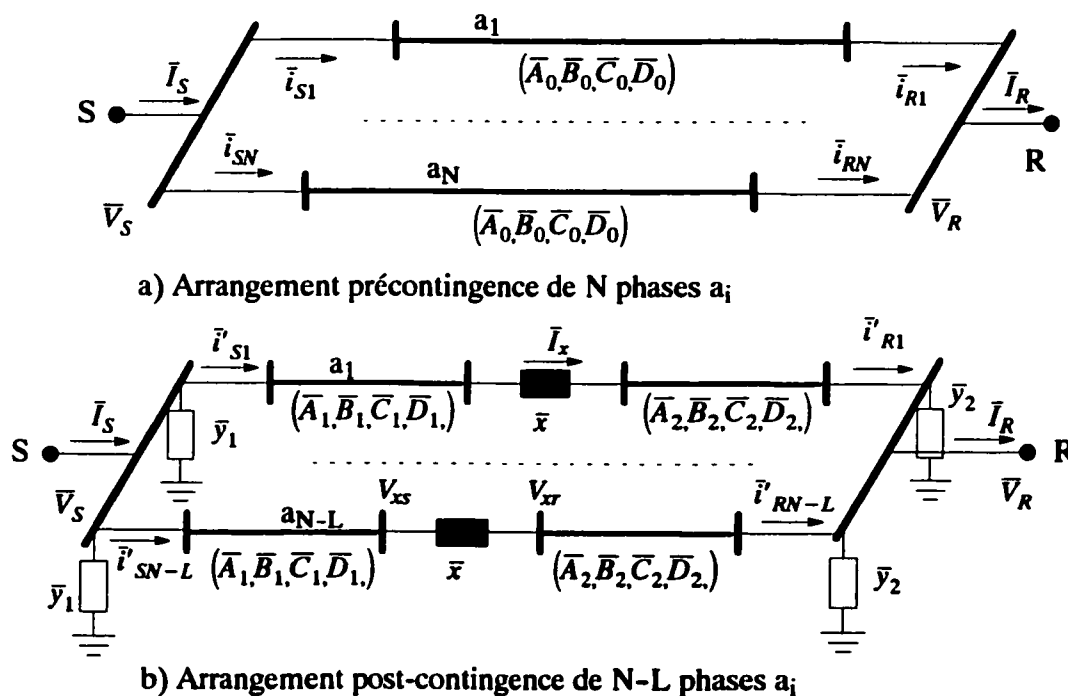 a₁
Ī_S
ī_S1
(Ā₀,B̄₀,C̄₀,D̄₀)
ī_R1
Ī_R
S
R
ī_SN
a_N
ī_RN
V̄_S
(Ā₀,B̄₀,C̄₀,D̄₀)
V̄_R
a) Arrangement précontingence de N phases a_i
ī'_S1
Ī_x
ī'_R1
a₁
(Ā₁,B̄₁,C̄₁,D̄₁,)
x̄
(Ā₂,B̄₂,C̄₂,D̄₂,)
ȳ₂
Ī_S
ȳ₁
Ī_R
S
R
V̄_S
V_xs
V_xr
ī'_RN–L
V̄_R
a_N–L
ī'_SN–L
(Ā₁,B̄₁,C̄₁,D̄₁,)
x̄
(Ā₂,B̄₂,C̄₂,D̄₂,)
ȳ₁
ȳ₂
b) Arrangement post-contingence de N–L phases a_i